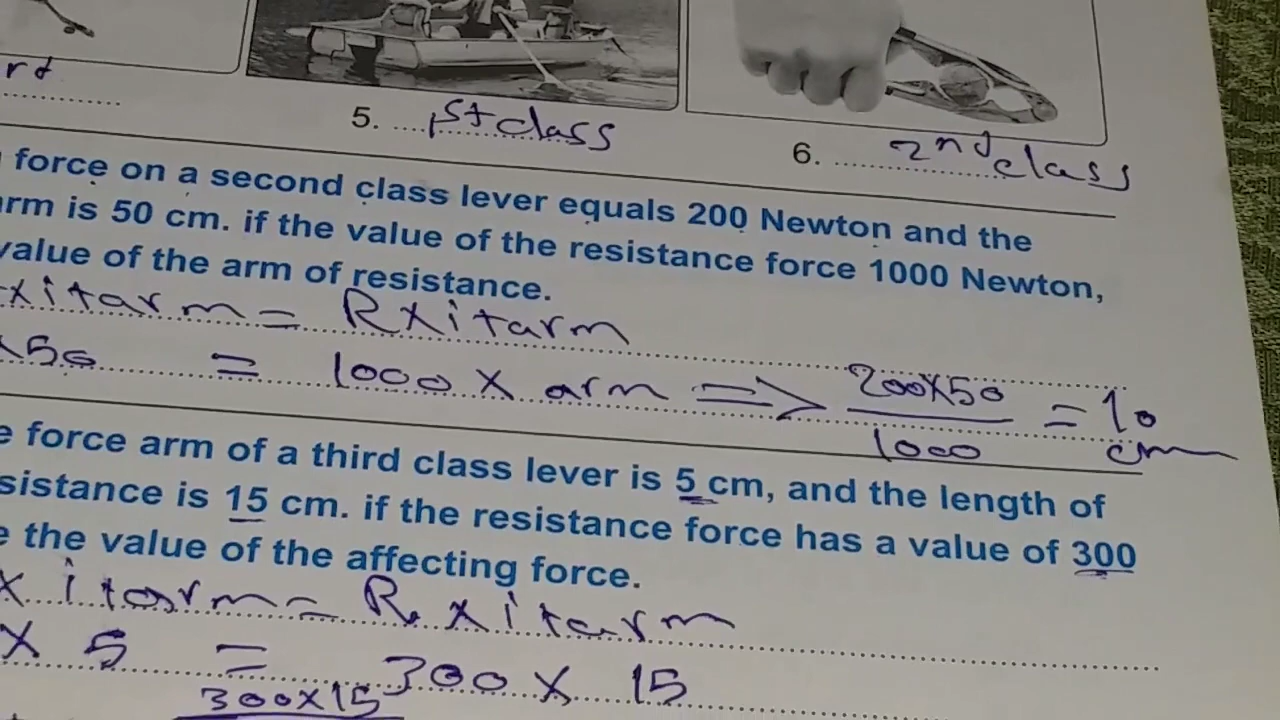 rd
5. 1st class
6. 2nd class
force on a second class lever equals 200 Newton and the
arm is 50 cm. if the value of the resistance force 1000 Newton,
value of the arm of resistance.
x itarm = R x itarm
x 50 = 1000 x arm => 200x50 / 1000 = 10 cm
e force arm of a third class lever is 5 cm, and the length of
sistance is 15 cm. if the resistance force has a value of 300
e the value of the affecting force.
x itarm = R x itarm
x 5 = 300 x 15
300x15